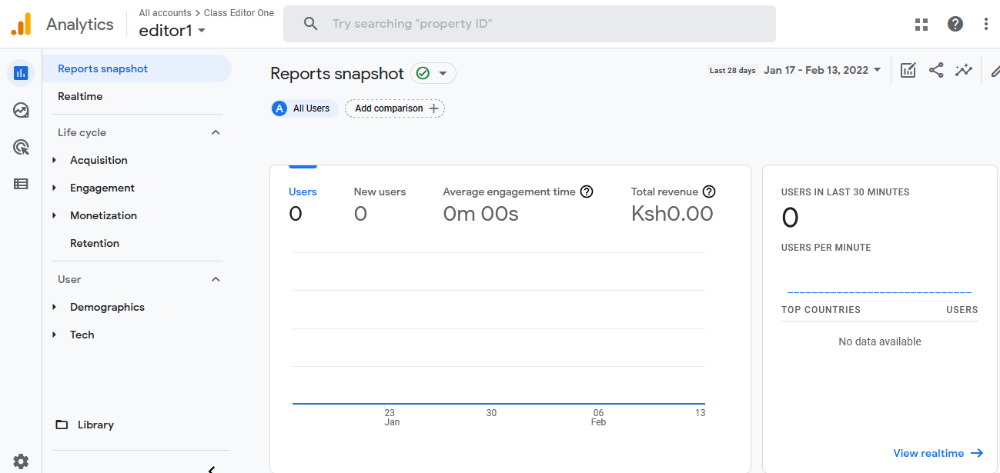 Analytics
All accounts > Class Editor One
editor1
Try searching "property ID"
Reports snapshot
Realtime
Life cycle
Acquisition
Engagement
Monetization
Retention
User
Demographics
Tech
Library
Reports snapshot
Last 28 days Jan 17 - Feb 13, 2022
A All Users
Add comparison
Users
0
New users
0
Average engagement time
0m 00s
Total revenue
Ksh0.00
23
Jan
30
06
Feb
13
USERS IN LAST 30 MINUTES
0
USERS PER MINUTE
TOP COUNTRIES USERS
No data available
View realtime